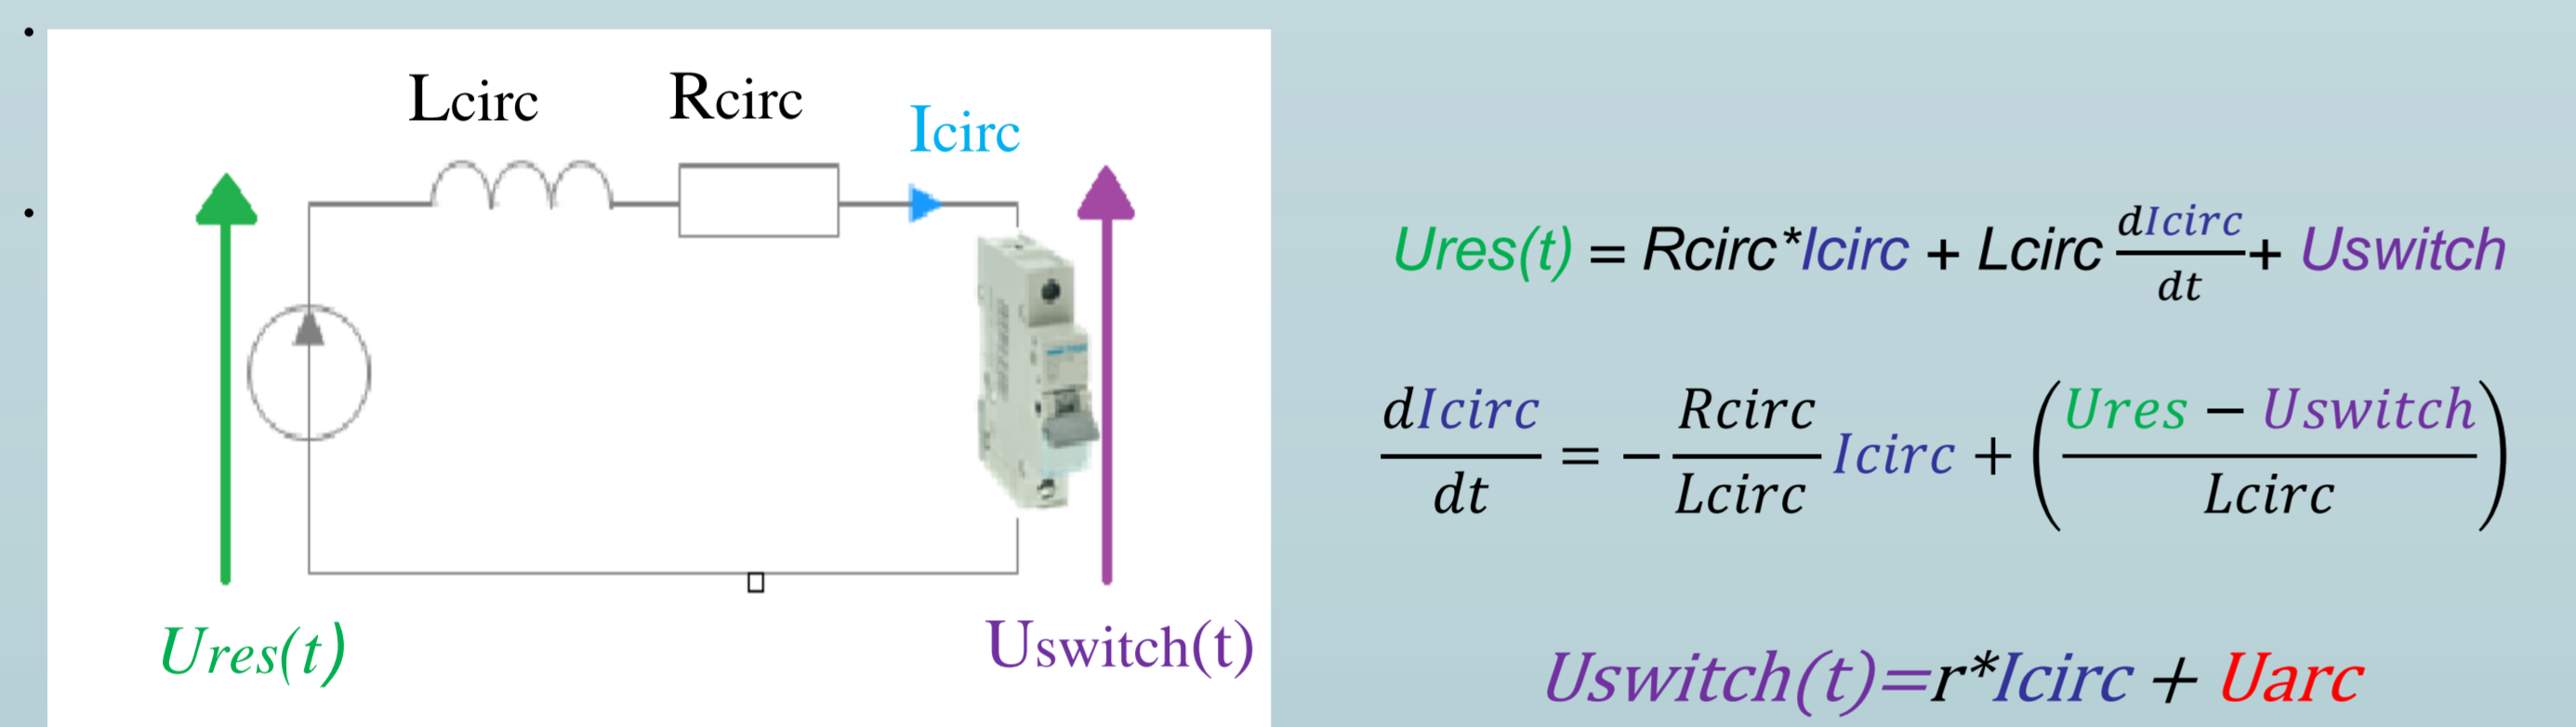 Lcirc Rcirc
Icirc
Ures(t)
Uswitch(t)
Ures(t) = Rcirc*Icirc + Lcirc dIcirc/dt + Uswitch
dIcirc/dt = − Rcirc/Lcirc Icirc + (Ures − Uswitch/Lcirc)
Uswitch(t)=r*Icirc + Uarc